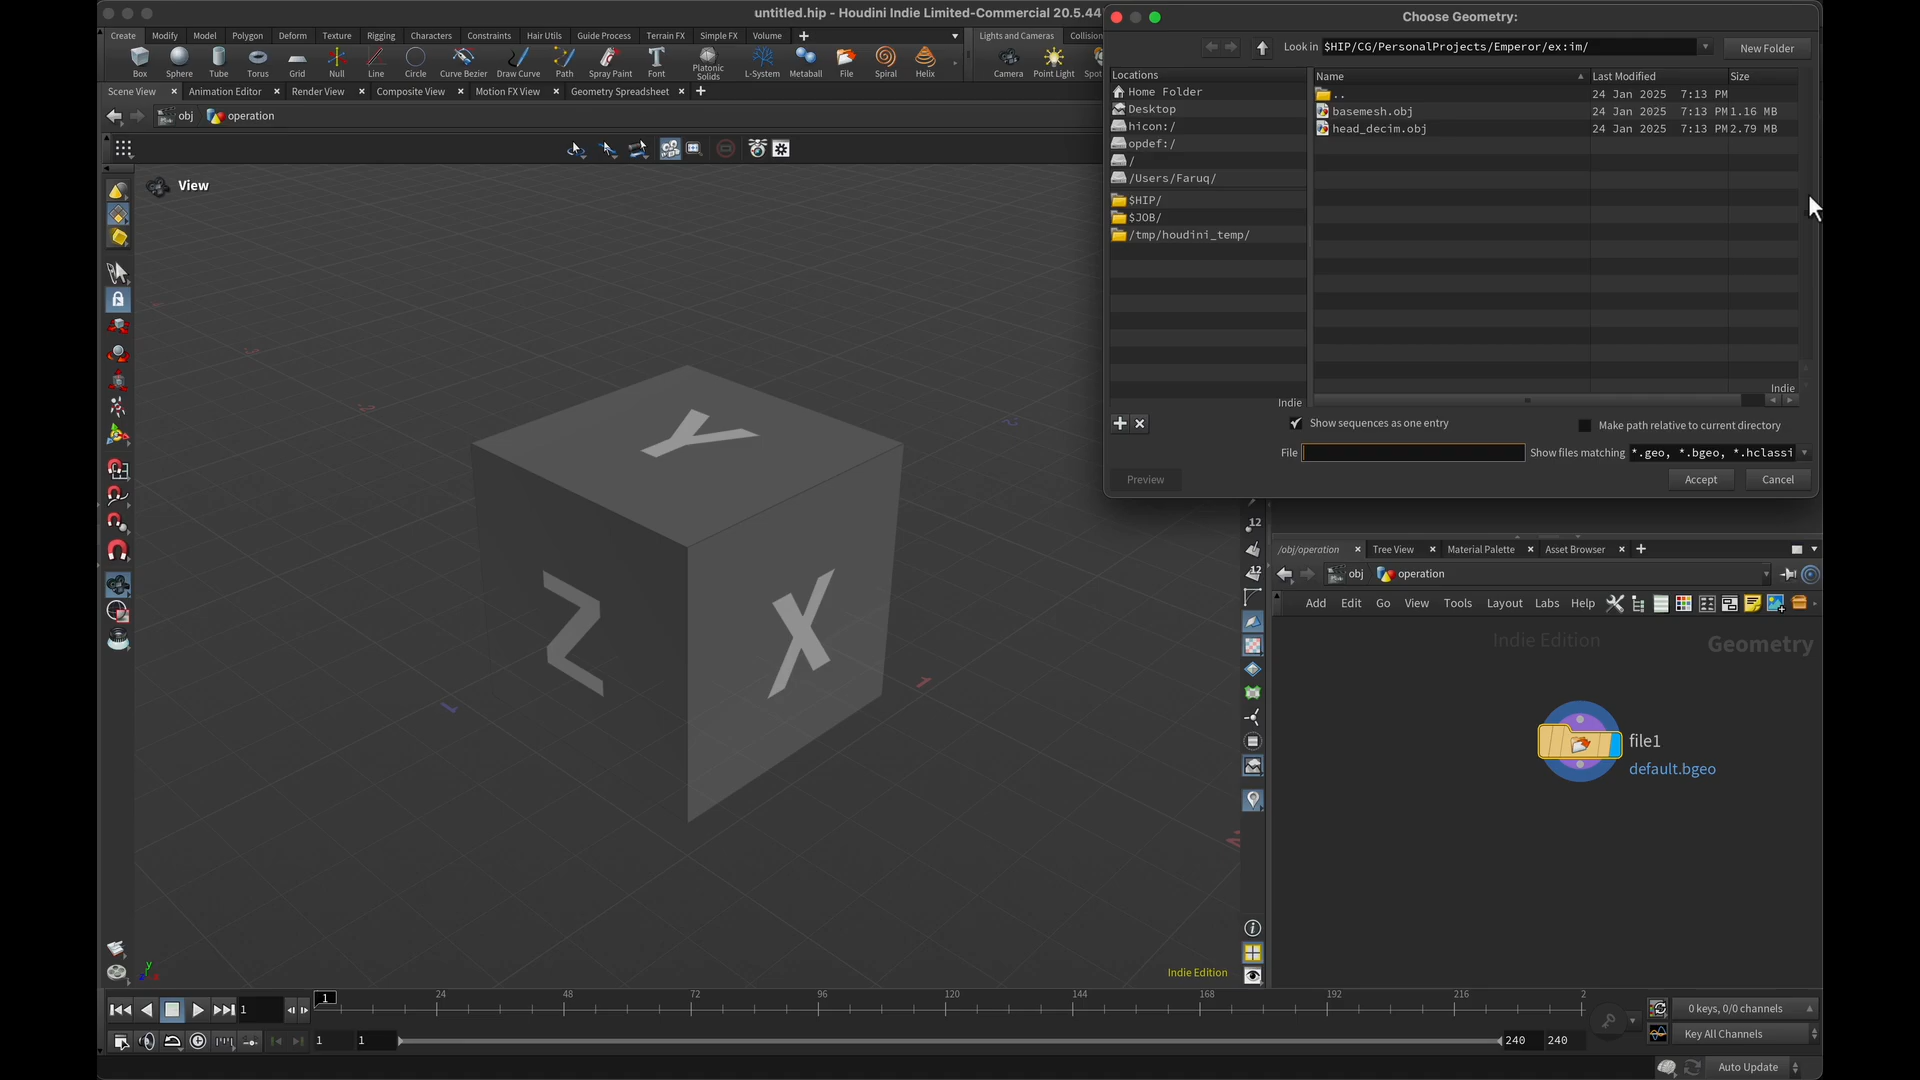 untitled.hip - Houdini Indie Limited-Commercial 20.5.44
Choose Geometry:
Create Modify Model Polygon Deform Texture Rigging Characters Constraints Hair Utils Guide Process Terrain FX Simple FX Volume
Lights and Cameras Collision
Box Sphere Tube Torus Grid Null Line Circle Curve Bezier Draw Curve Path Spray Paint Font Platonic Solids L-System Metaball File Spiral Helix
Camera Point Light Spot
Look in $HIP/CG/PersonalProjects/Emperor/ex:im/
New Folder
Locations
Home Folder
Desktop
hicon:/
opdef:/
/
/Users/Faruq/
$HIP/
$JOB/
/tmp/houdini_temp/
Name Last Modified Size
.. 24 Jan 2025 7:13 PM
basemesh.obj 24 Jan 2025 7:13 PM 1.16 MB
head_decim.obj 24 Jan 2025 7:13 PM 2.79 MB
Indie
Indie
Show sequences as one entry
Make path relative to current directory
File
Show files matching *.geo, *.bgeo, *.hclassi
Preview
Accept
Cancel
Scene View Animation Editor Render View Composite View Motion FX View Geometry Spreadsheet
obj operation
View
Y
Z
X
1
1
Indie Edition
12
12
/obj/operation Tree View Material Palette Asset Browser
obj operation
Add Edit Go View Tools Layout Labs Help
Indie Edition
Geometry
file1
default.bgeo
y
1
1 24 48 72 96 120 144 168 192 216 2
0 keys, 0/0 channels
1 1 240 240
Key All Channels
Auto Update